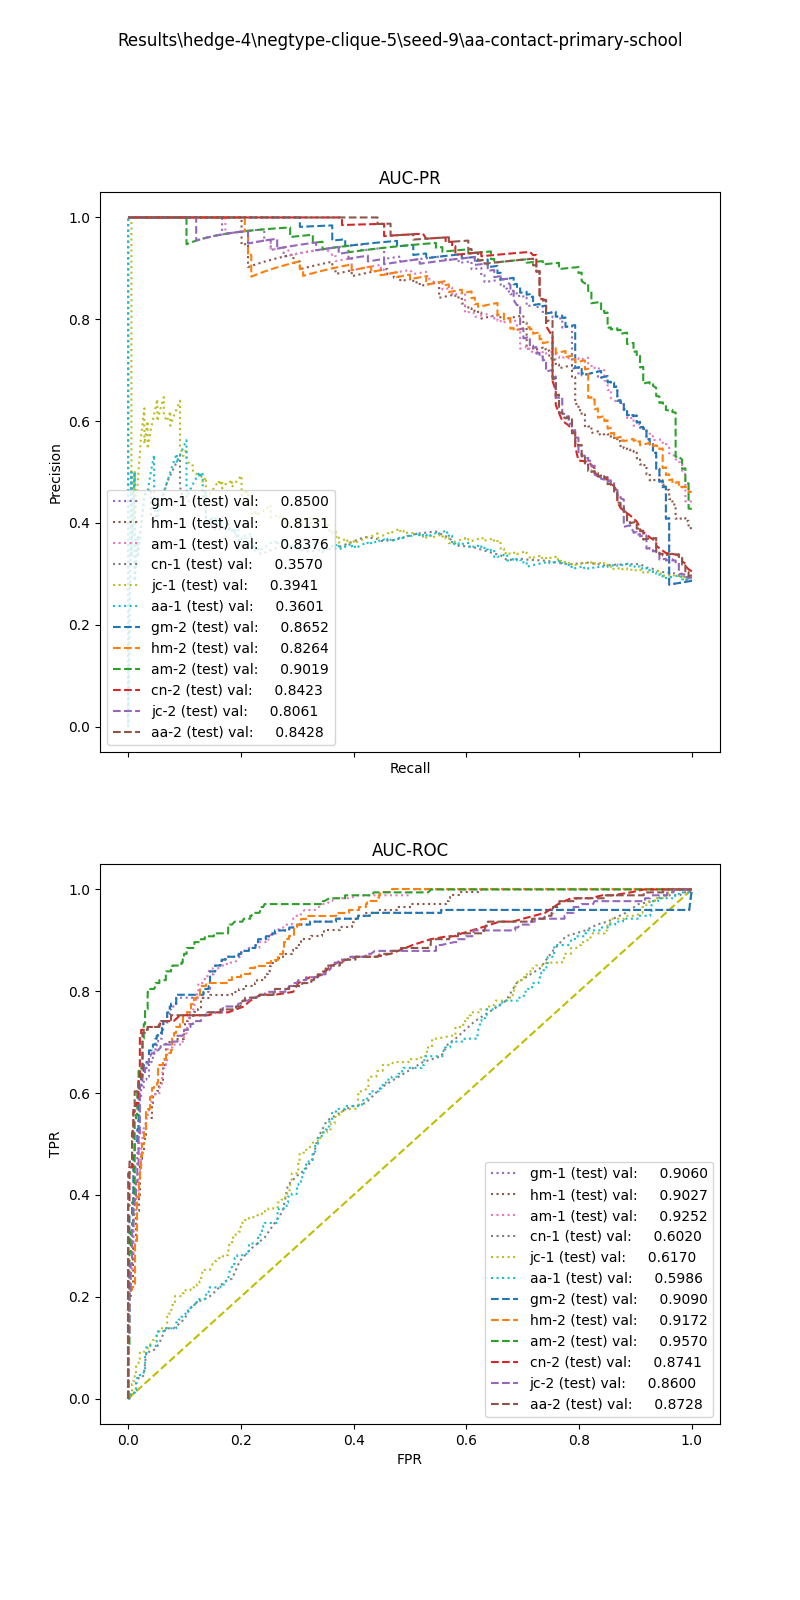 Results\hedge-4\negtype-clique-5\seed-9\aa-contact-primary-school
AUC-PR
1.0
0.8
0.6
0.4
0.2
0.0
Precision
gm-1 (test) val: 0.8500
hm-1 (test) val: 0.8131
am-1 (test) val: 0.8376
cn-1 (test) val: 0.3570
jc-1 (test) val: 0.3941
aa-1 (test) val: 0.3601
gm-2 (test) val: 0.8652
hm-2 (test) val: 0.8264
am-2 (test) val: 0.9019
cn-2 (test) val: 0.8423
jc-2 (test) val: 0.8061
aa-2 (test) val: 0.8428
Recall
AUC-ROC
1.0
0.8
0.6
0.4
0.2
0.0
TPR
gm-1 (test) val: 0.9060
hm-1 (test) val: 0.9027
am-1 (test) val: 0.9252
cn-1 (test) val: 0.6020
jc-1 (test) val: 0.6170
aa-1 (test) val: 0.5986
gm-2 (test) val: 0.9090
hm-2 (test) val: 0.9172
am-2 (test) val: 0.9570
cn-2 (test) val: 0.8741
jc-2 (test) val: 0.8600
aa-2 (test) val: 0.8728
0.0 0.2 0.4 0.6 0.8 1.0
FPR